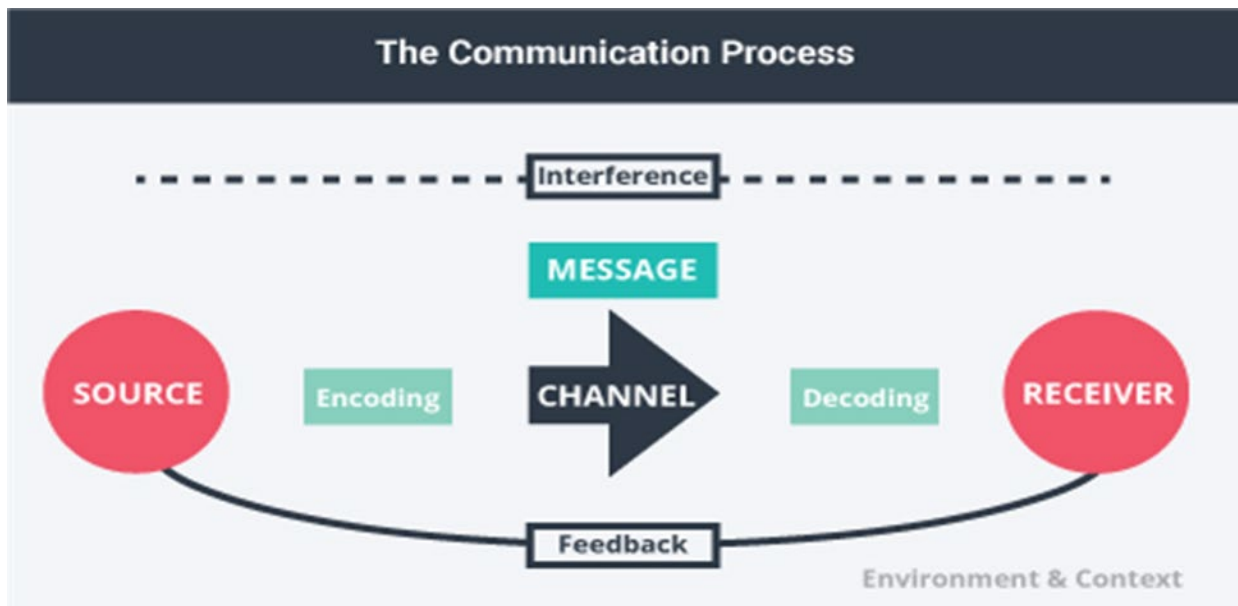 The Communication Process
Interference
MESSAGE
SOURCE
Encoding
CHANNEL
Decoding
RECEIVER
Feedback
Environment & Context